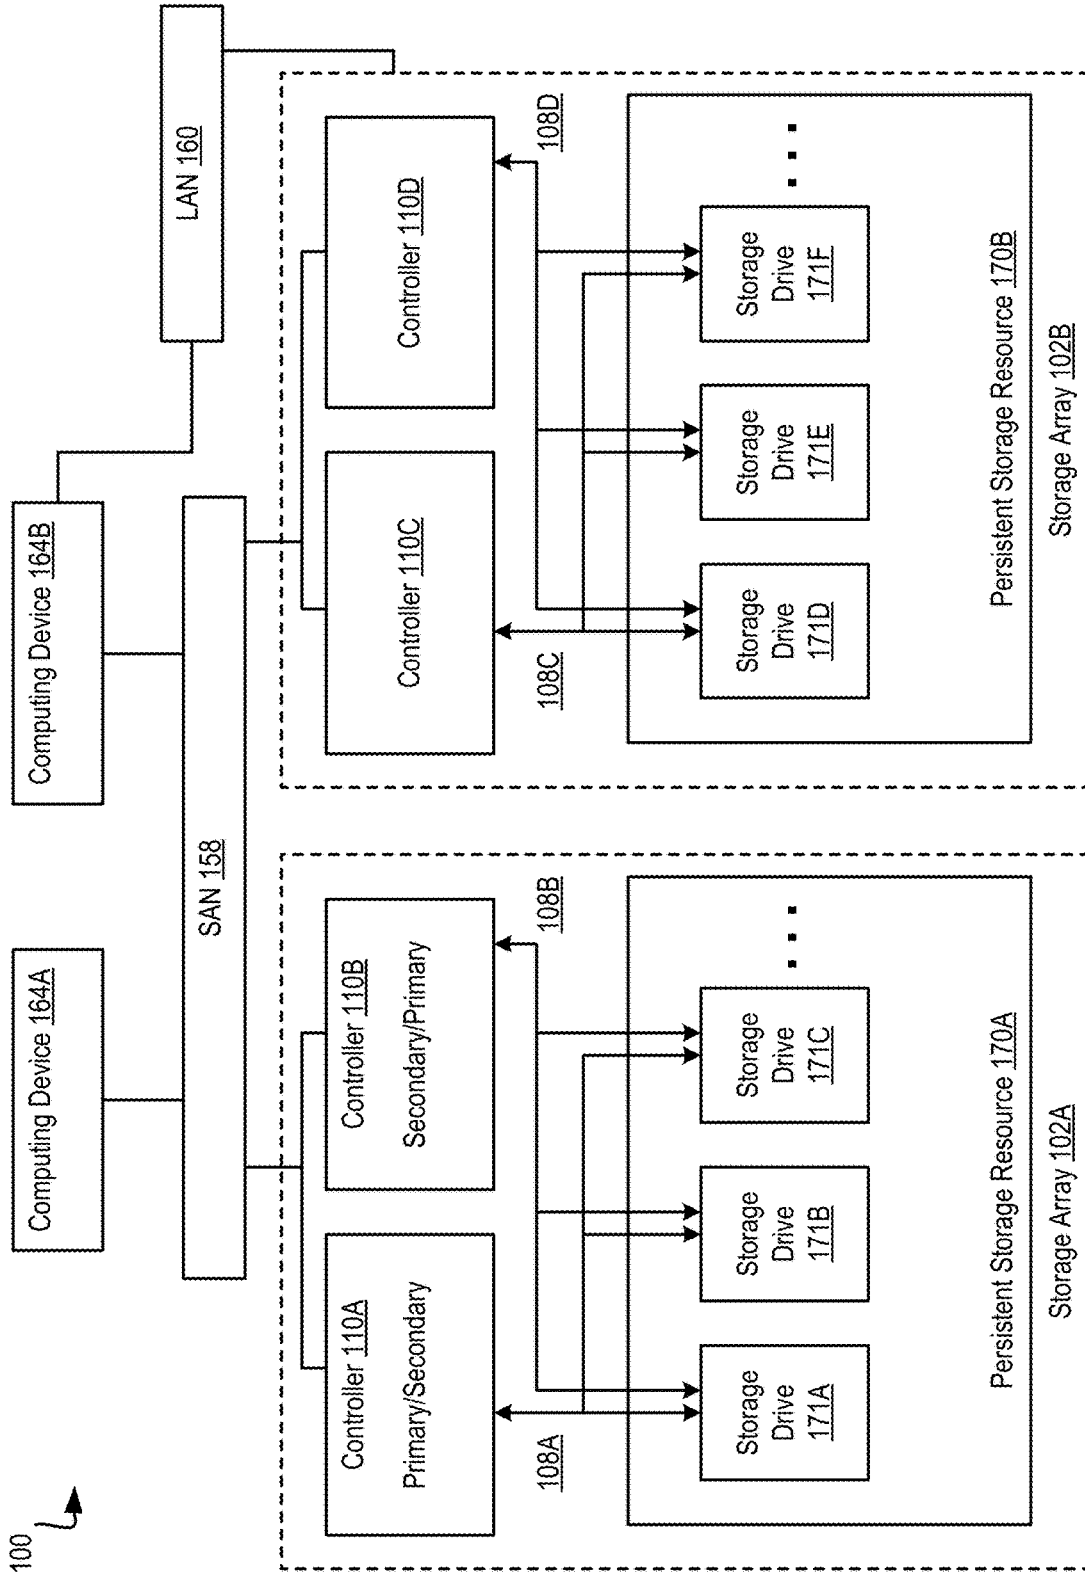 100
Computing Device 164A
Computing Device 164B
SAN 158
LAN 160
Controller 110A
Primary/Secondary
Controller 110B
Secondary/Primary
Controller 110C
Controller 110D
108A
108B
108C
108D
Storage
Drive
171A
Storage
Drive
171B
Storage
Drive
171C
Storage
Drive
171D
Storage
Drive
171E
Storage
Drive
171F
Persistent Storage Resource 170A
Persistent Storage Resource 170B
Storage Array 102A
Storage Array 102B